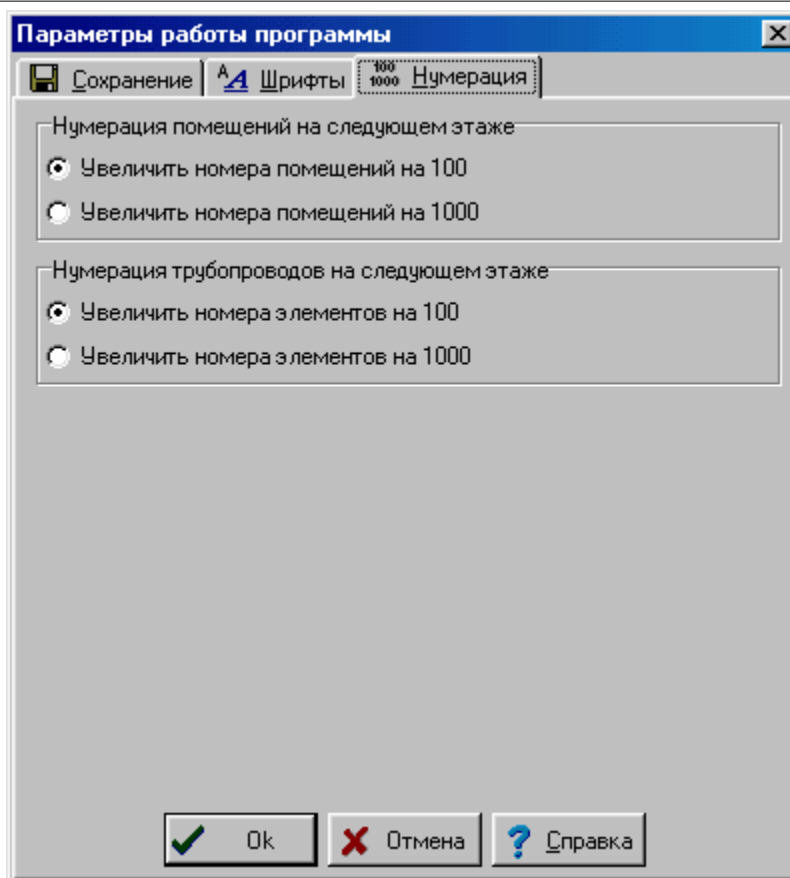 Параметры работы программы
Сохранение АА Шрифты 100 1000 Нумерация
Нумерация помещений на следующем этаже
Увеличить номера помещений на 100
Увеличить номера помещений на 1000
Нумерация трубопроводов на следующем этаже
Увеличить номера элементов на 100
Увеличить номера элементов на 1000
Ok Отмена ? Справка